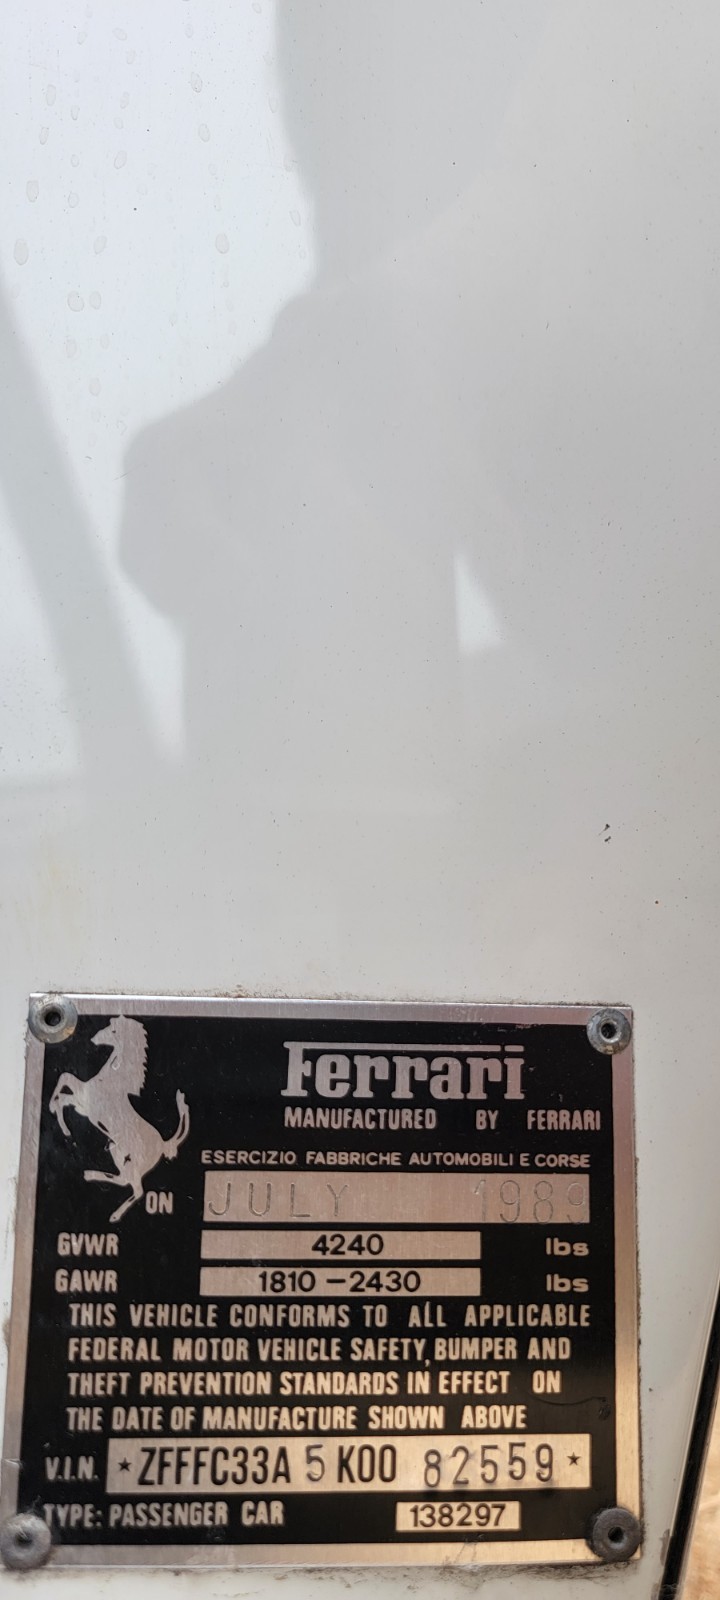 Ferrari
MANUFACTURED BY FERRARI
ESERCIZIO FABBRICHE AUTOMOBILI E CORSE
ON JULY 1989
GVWR 4240 lbs
GAWR 1810-2430 lbs
THIS VEHICLE CONFORMS TO ALL APPLICABLE
FEDERAL MOTOR VEHICLE SAFETY, BUMPER AND
THEFT PREVENTION STANDARDS IN EFFECT ON
THE DATE OF MANUFACTURE SHOWN ABOVE
V.I.N. *ZFFFC33A 5 K00 82559*
TYPE: PASSENGER CAR 138297